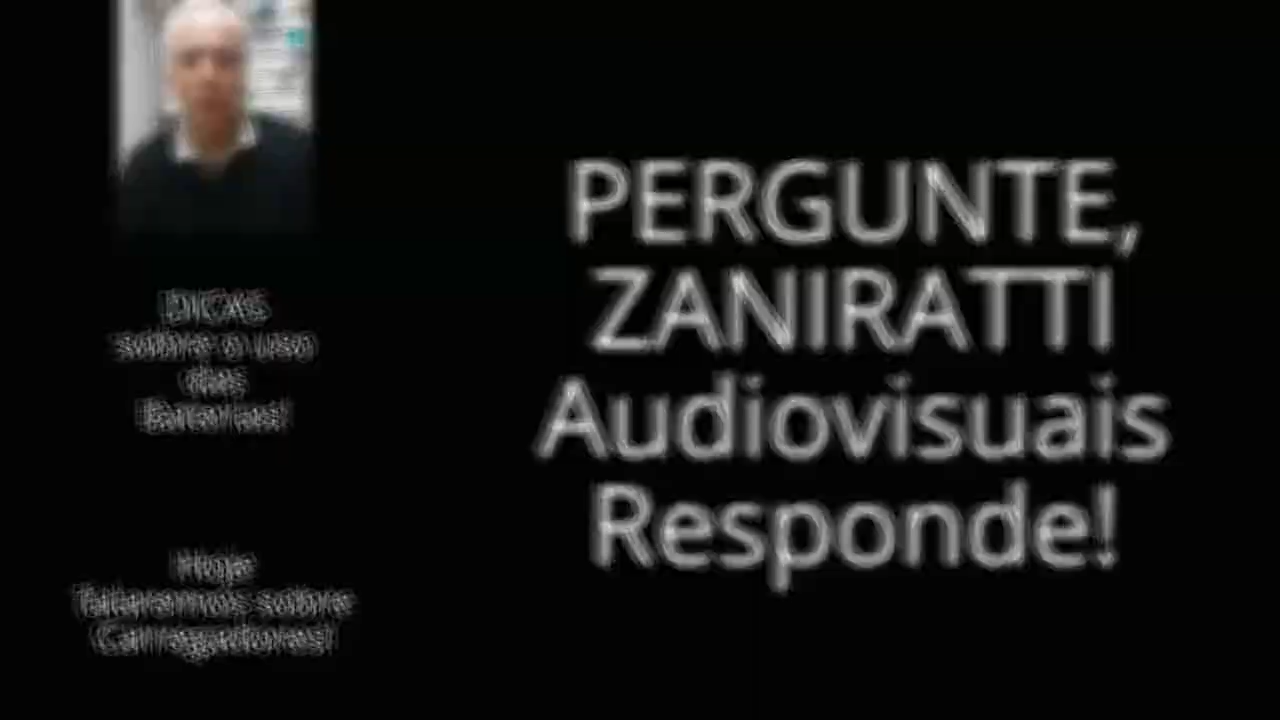 DICAS
sobre o uso
das
Baterias!
Hoje
falaremos sobre
Carregadores!
PERGUNTE,
ZANIRATTI
Audiovisuais
Responde!